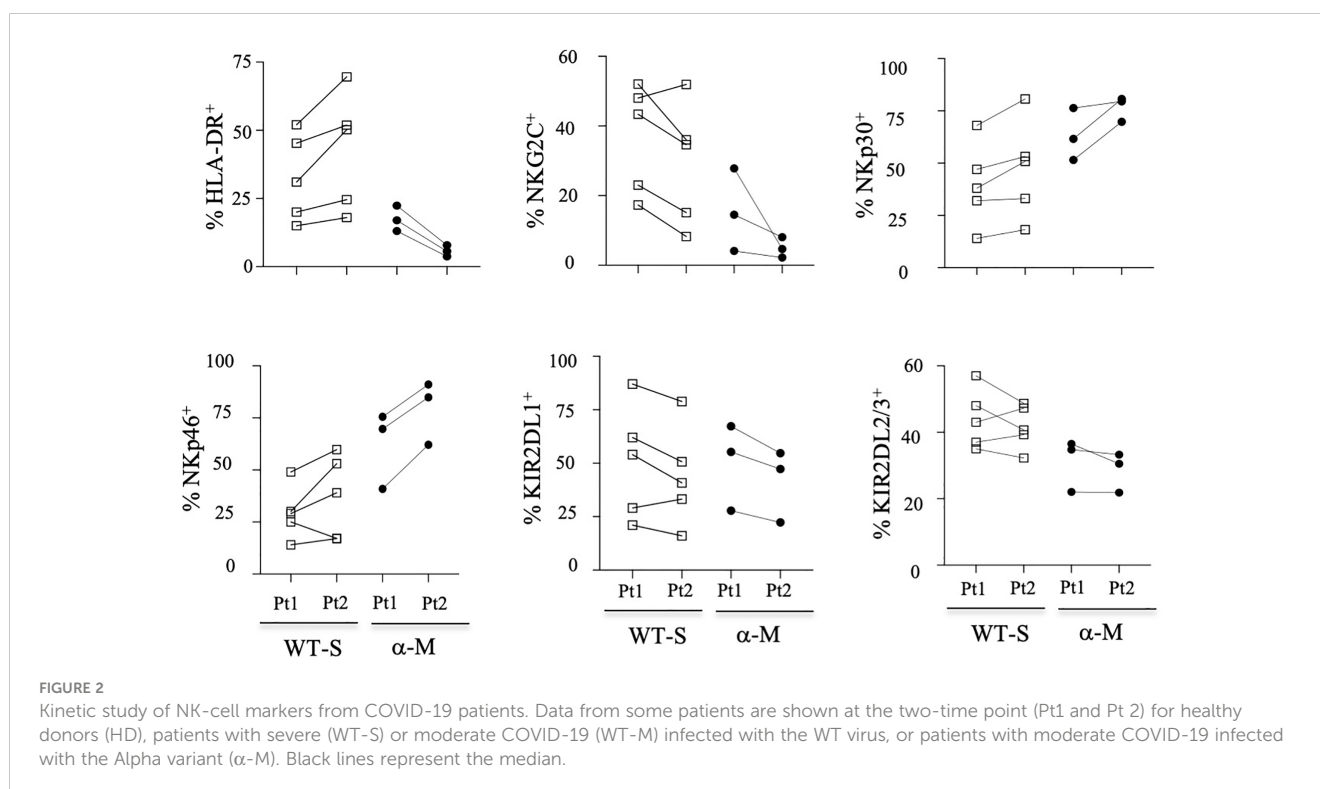 75
50
25
0
% HLA-DR+
60
40
20
0
% NKG2C+
100
75
50
25
0
% NKp30+
100
75
50
25
0
% NKp46+
Pt1 Pt2 Pt1 Pt2
WT-S α-M
100
75
50
25
0
% KIR2DL1+
Pt1 Pt2 Pt1 Pt2
WT-S α-M
60
40
20
0
% KIR2DL2/3+
Pt1 Pt2 Pt1 Pt2
WT-S α-M
FIGURE 2
Kinetic study of NK-cell markers from COVID-19 patients. Data from some patients are shown at the two-time point (Pt1 and Pt 2) for healthy
donors (HD), patients with severe (WT-S) or moderate COVID-19 (WT-M) infected with the WT virus, or patients with moderate COVID-19 infected
with the Alpha variant (α-M). Black lines represent the median.